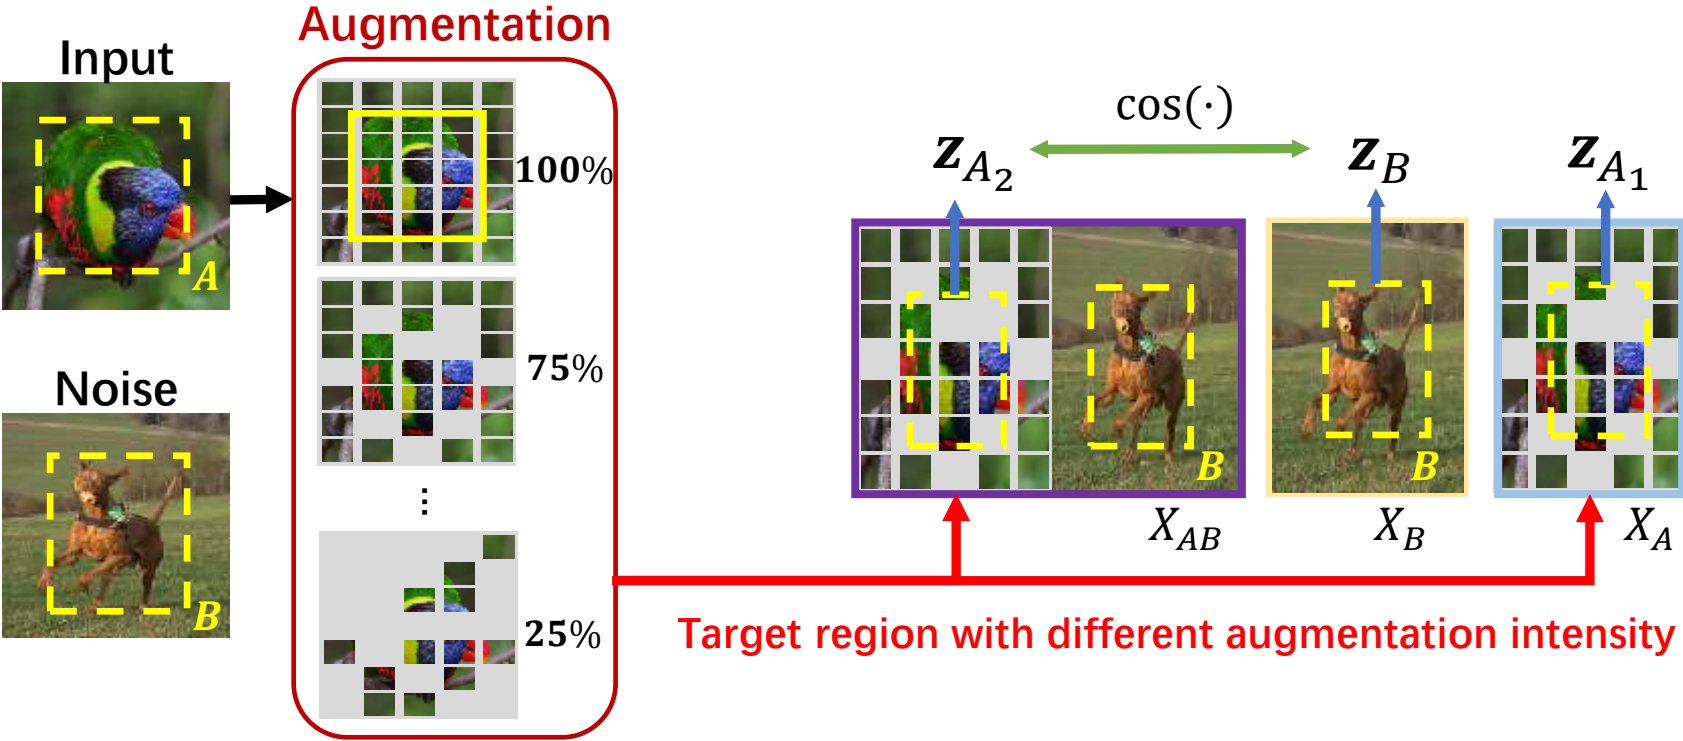 Augmentation
Input
A
100%
75%
⋮
25%
Noise
B
cos(·)
z_{A_2}
z_B
z_{A_1}
B
B
X_{AB}
X_B
X_A
Target region with different augmentation intensity